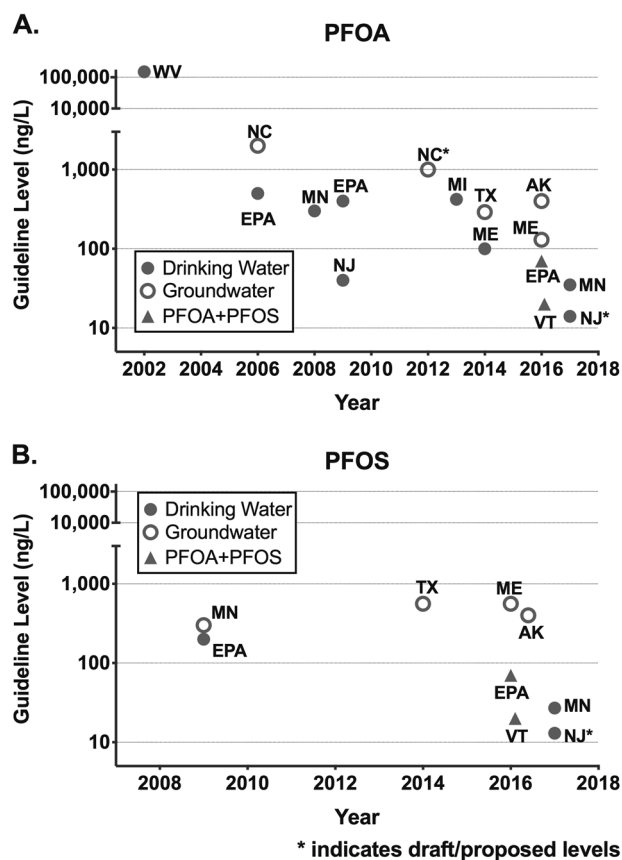 A.
PFOA
Guideline Level (ng/L)
100,000
10,000
1,000
100
10
WV
NC
EPA
MN
EPA
NJ
NC*
MI
TX
ME
AK
ME
EPA
VT
MN
NJ*
Drinking Water
Groundwater
PFOA+PFOS
2002 2004 2006 2008 2010 2012 2014 2016 2018
Year
B.
PFOS
Guideline Level (ng/L)
100,000
10,000
1,000
100
10
Drinking Water
Groundwater
PFOA+PFOS
MN
EPA
TX
ME
AK
EPA
VT
MN
NJ*
2008 2010 2012 2014 2016 2018
Year
* indicates draft/proposed levels